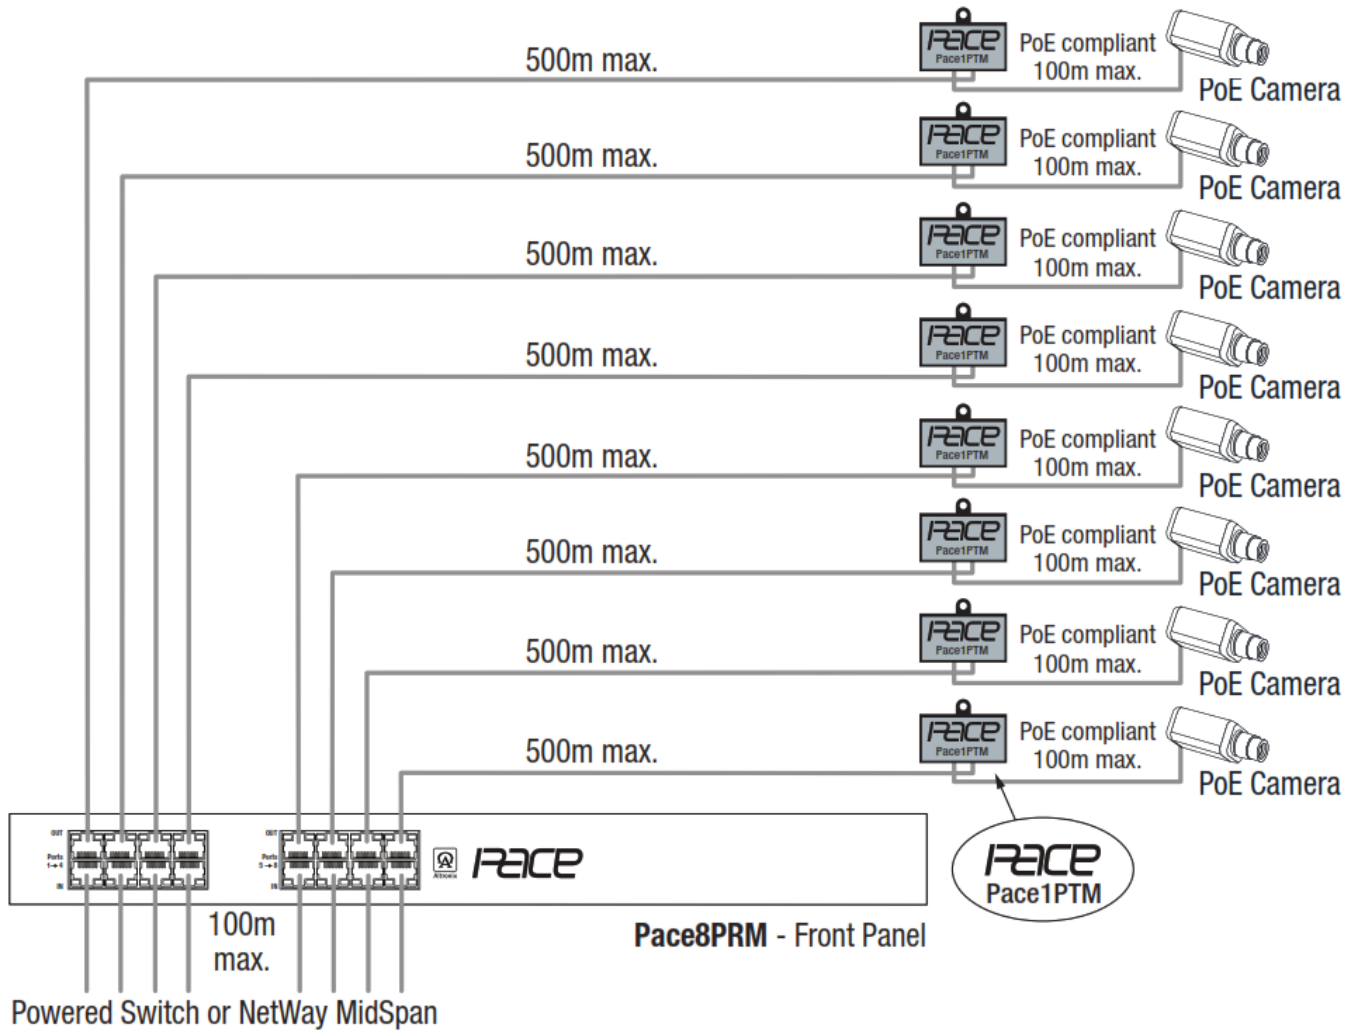 500m max.
PACE
Pace1PTM
PoE compliant
100m max.
PoE Camera
500m max.
PACE
Pace1PTM
PoE compliant
100m max.
PoE Camera
500m max.
PACE
Pace1PTM
PoE compliant
100m max.
PoE Camera
500m max.
PACE
Pace1PTM
PoE compliant
100m max.
PoE Camera
500m max.
PACE
Pace1PTM
PoE compliant
100m max.
PoE Camera
500m max.
PACE
Pace1PTM
PoE compliant
100m max.
PoE Camera
500m max.
PACE
Pace1PTM
PoE compliant
100m max.
PoE Camera
500m max.
PACE
Pace1PTM
PoE compliant
100m max.
PoE Camera
OUT
Ports
1→4
IN
OUT
Ports
5→8
IN
Altronix
PACE
PACE
Pace1PTM
100m
max.
Pace8PRM - Front Panel
Powered Switch or NetWay MidSpan